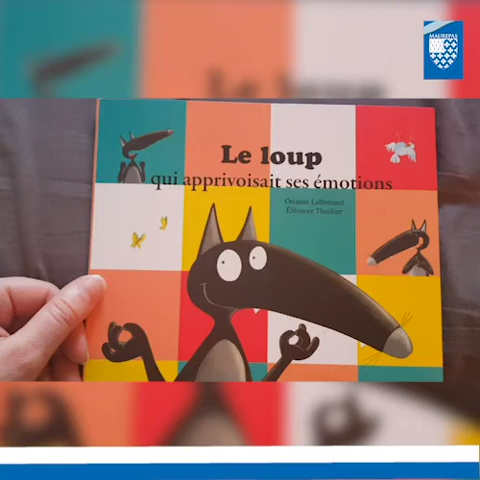 MAUREPAS
Le loup
qui apprivoisait ses émotions
Orianne Lallemand
Éléonore Thuillier